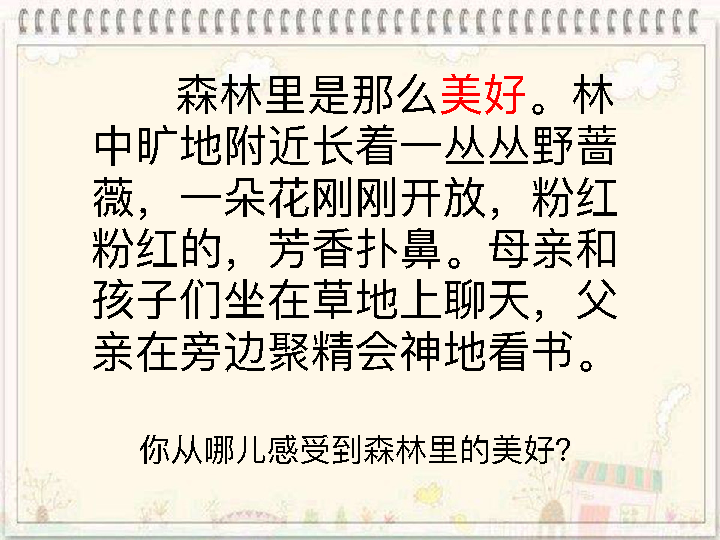 森林里是那么美好。林
中旷地附近长着一丛丛野蔷
薇，一朵花刚刚开放，粉红
粉红的，芳香扑鼻。母亲和
孩子们坐在草地上聊天，父
亲在旁边聚精会神地看书。
你从哪儿感受到森林里的美好？